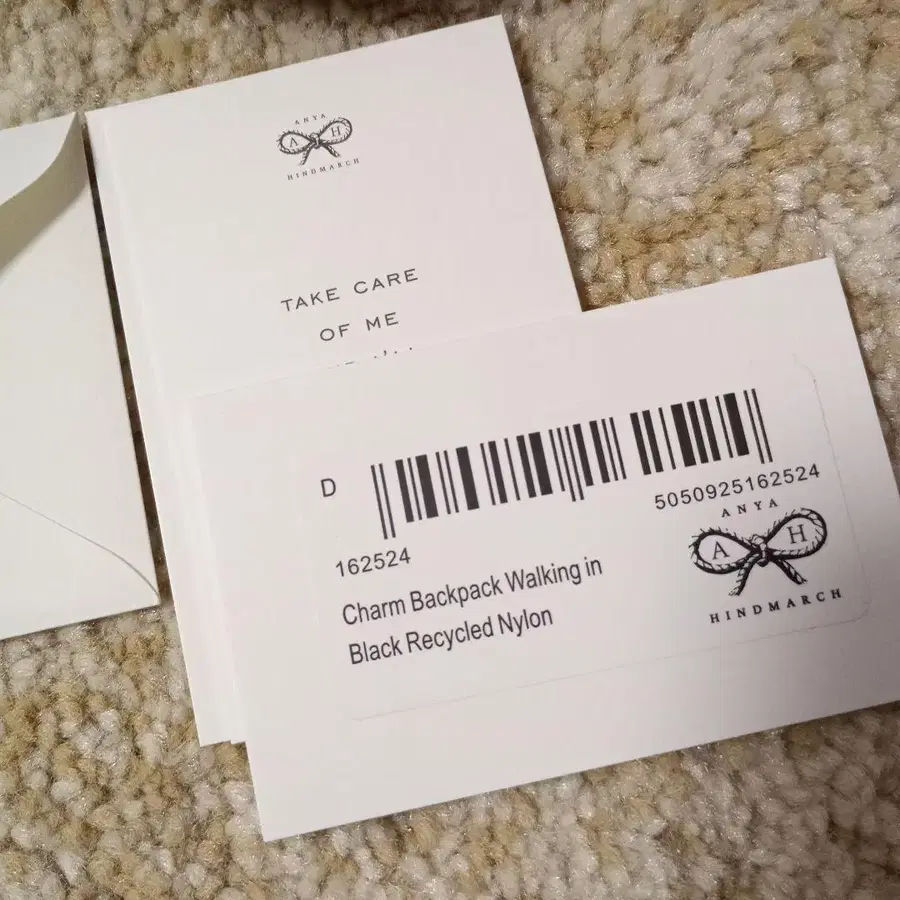 ANYA
A H
HINDMARCH
TAKE CARE
OF ME
D
5050925162524
162524
Charm Backpack Walking in
Black Recycled Nylon
ANYA
A H
HINDMARCH